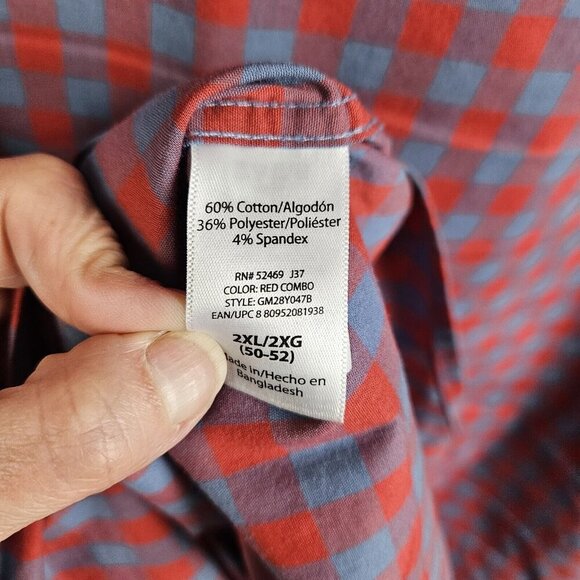 60% Cotton/Algodón
36% Polyester/Poliéster
4% Spandex
RN# 52469 J37
COLOR: RED COMBO
STYLE: GM28Y047B
EAN/UPC 8 80952081938
2XL/2XG
(50-52)
Made in/Hecho en
Bangladesh